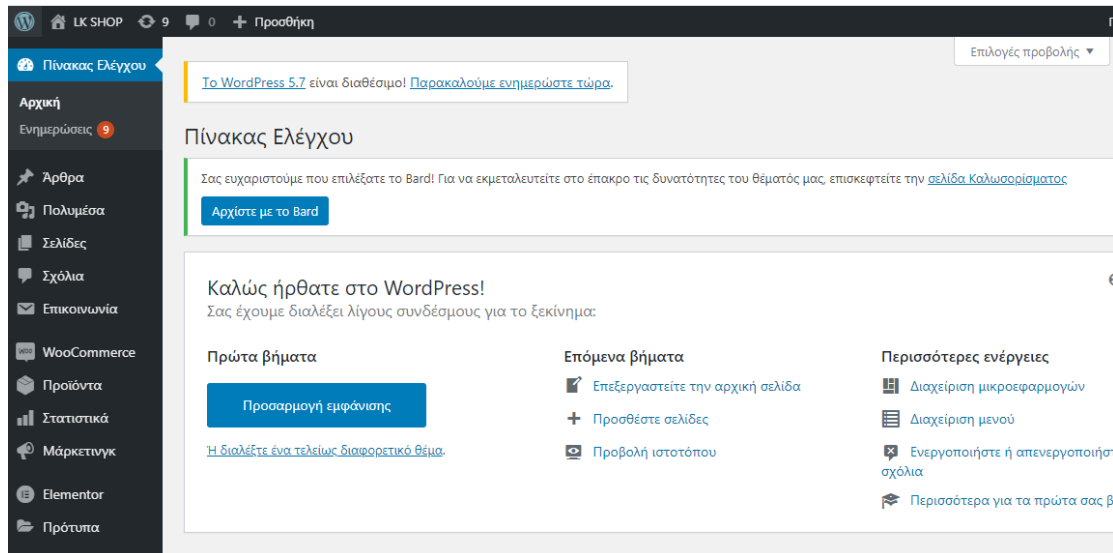 LK SHOP 9 0 + Προσθήκη
Επιλογές προβολής ▼
Πίνακας Ελέγχου
Αρχική
Ενημερώσεις 9
Άρθρα
Πολυμέσα
Σελίδες
Σχόλια
Επικοινωνία
WooCommerce
Προϊόντα
Στατιστικά
Μάρκετινγκ
Elementor
Πρότυπα
Το WordPress 5.7 είναι διαθέσιμο! Παρακαλούμε ενημερώστε τώρα.
Πίνακας Ελέγχου
Σας ευχαριστούμε που επιλέξατε το Bard! Για να εκμεταλευτείτε στο έπακρο τις δυνατότητες του θέματός μας, επισκεφτείτε την σελίδα Καλωσορίσματος
Αρχίστε με το Bard
Καλώς ήρθατε στο WordPress!
Σας έχουμε διαλέξει λίγους συνδέσμους για το ξεκίνημα:
Πρώτα βήματα
Προσαρμογή εμφάνισης
Ή διαλέξτε ένα τελείως διαφορετικό θέμα.
Επόμενα βήματα
Επεξεργαστείτε την αρχική σελίδα
Προσθέστε σελίδες
Προβολή ιστοτόπου
Περισσότερες ενέργειες
Διαχείριση μικροεφαρμογών
Διαχείριση μενού
Ενεργοποιήστε ή απενεργοποιήστ
σχόλια
Περισσότερα για τα πρώτα σας β